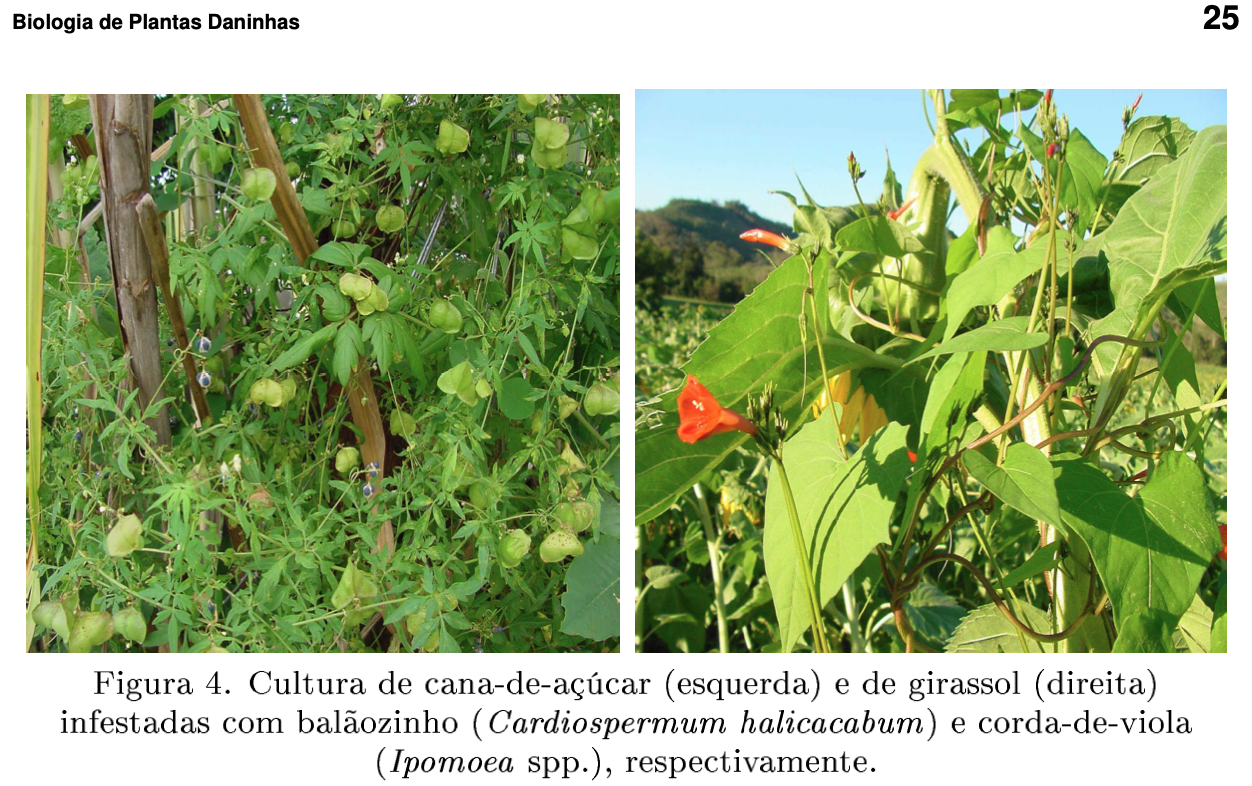 Biologia de Plantas Daninhas
25
Figura 4. Cultura de cana-de-açúcar (esquerda) e de girassol (direita)
infestadas com balãozinho (Cardiospermum halicacabum) e corda-de-viola
(Ipomoea spp.), respectivamente.